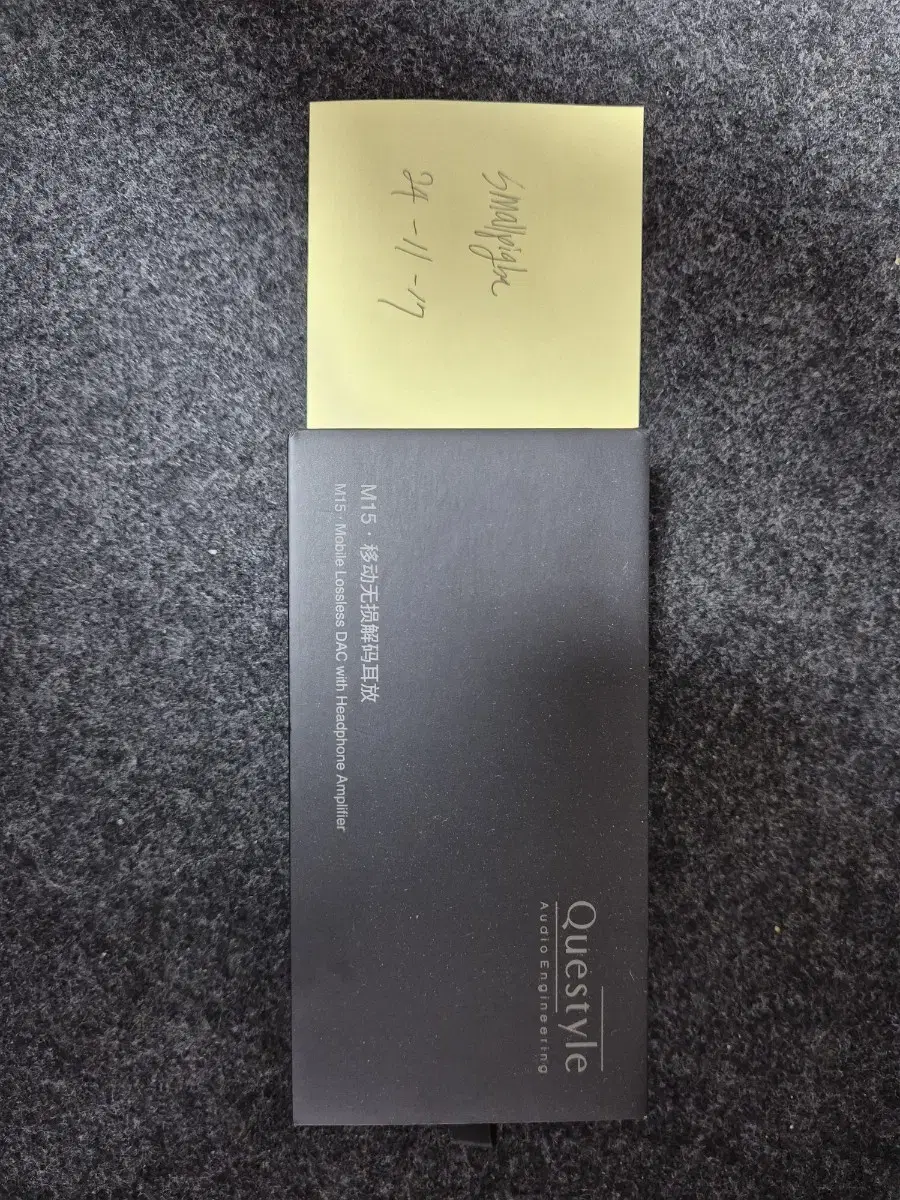 smallpigbc
24-11-17
Questyle
Audio Engineering
M15 · 移动无损解码耳放
M15 · Mobile Lossless DAC with Headphone Amplifier